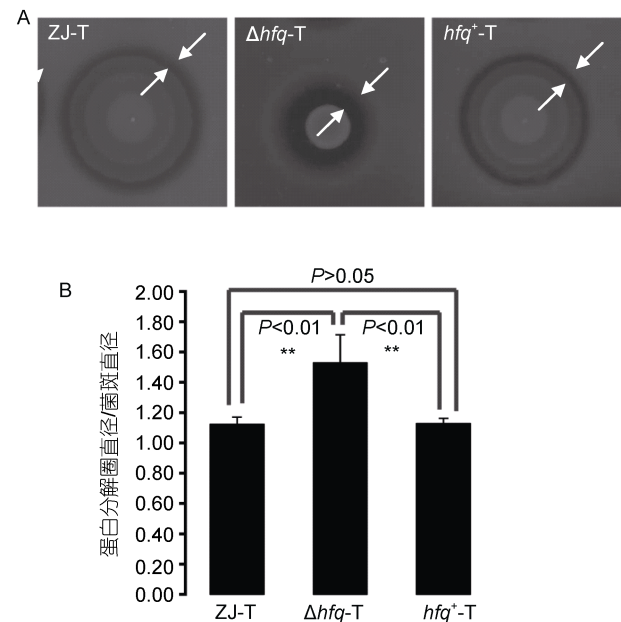 A
ZJ-T
Δhfq-T
hfq⁺-T
B
P>0.05
P<0.01
P<0.01
**
**
蛋白分解圈直径/菌斑直径
2.00
1.80
1.60
1.40
1.20
1.00
0.80
0.60
0.40
0.20
0.00
ZJ-T
Δhfq-T
hfq⁺-T